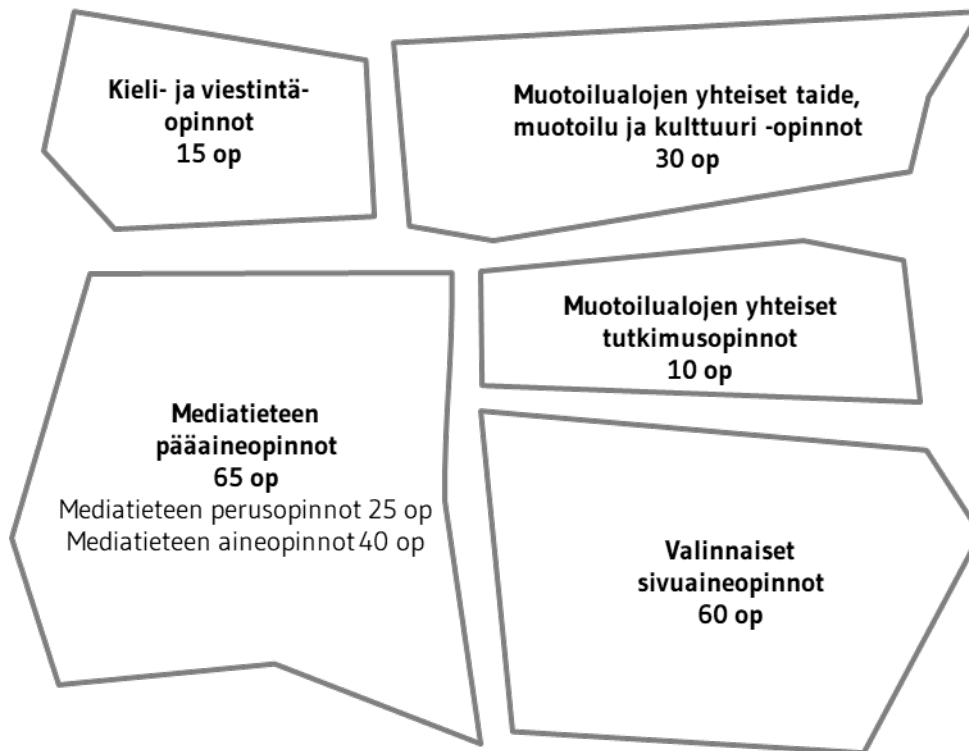 Kieli- ja viestintä-
opinnot
15 op
Muotoilualojen yhteiset taide,
muotoilu ja kulttuuri -opinnot
30 op
Muotoilualojen yhteiset
tutkimusopinnot
10 op
Mediatieteen
pääaineopinnot
65 op
Mediatieteen perusopinnot 25 op
Mediatieteen aineopinnot 40 op
Valinnaiset
sivuaineopinnot
60 op